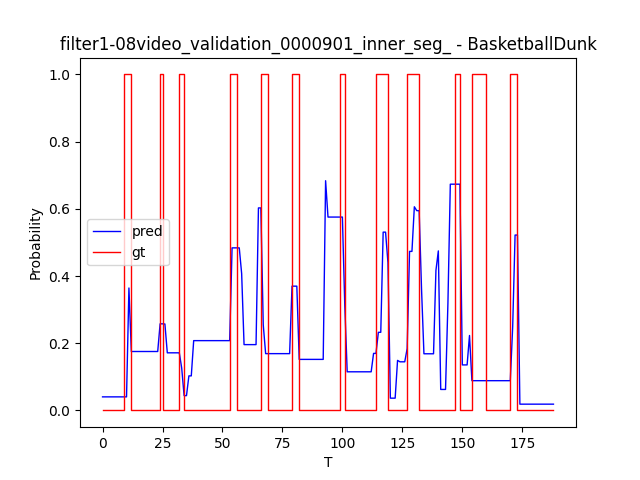 filter1-08video_validation_0000901_inner_seg_ - BasketballDunk
1.0
0.8
0.6
0.4
0.2
0.0
Probability
pred
gt
0
25
50
75
100
125
150
175
T